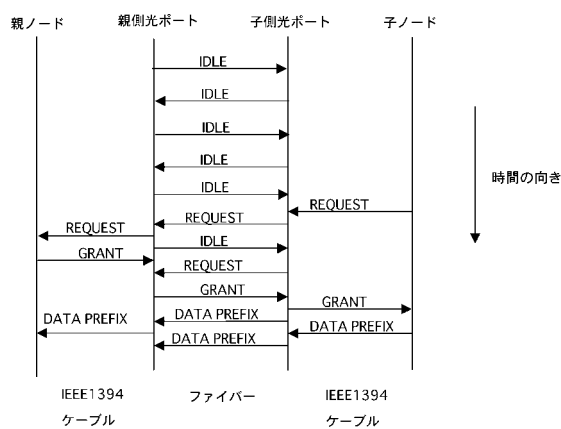 親ノード 親側光ポート 子側光ポート 子ノード
IDLE
IDLE
IDLE
IDLE
IDLE
時間の向き
REQUEST
REQUEST
REQUEST
IDLE
GRANT
REQUEST
GRANT
GRANT
DATA PREFIX
DATA PREFIX
DATA PREFIX
DATA PREFIX
IEEE1394 ファイバー IEEE1394
ケーブル ケーブル